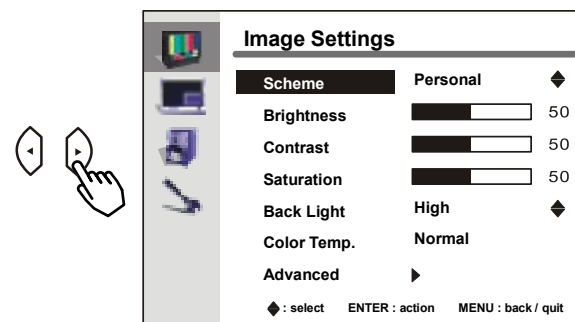 Image Settings
Scheme Personal
Brightness 50
Contrast 50
Saturation 50
Back Light High
Color Temp. Normal
Advanced
: select ENTER : action MENU : back / quit